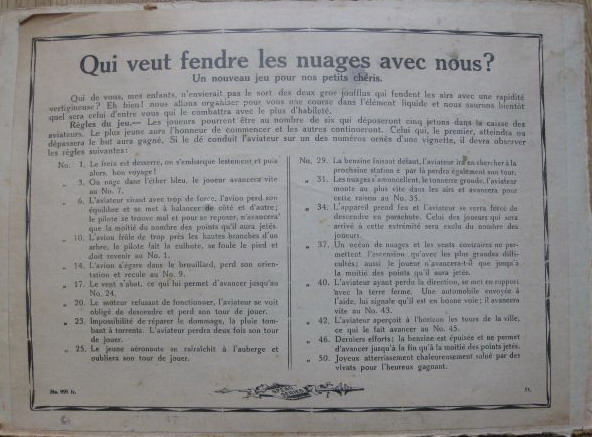 Qui veut fendre les nuages avec nous?
Un nouveau jeu pour nos petits chéris.
Qui de vous, mes enfants, n'envierait pas le sort des deux gros joufflus qui fendent les airs avec une rapidité
vertigineuse? Eh bien! nous allons organiser pour vous une course dans l'élément liquide et nous saurons bientôt
quel sera celui d'entre vous qui le combattra avec le plus d'habileté.
Règles du jeu.— Les joueurs pourront être au nombre de six qui déposeront cinq jetons dans la caisse des
aviateurs. Le plus jeune aura l'honneur de commencer et les autres continueront. Celui qui, le premier, atteindra ou
dépassera le but aura gagné. Si le dé conduit l'aviateur sur un des numéros ornés d'une vignette, il devra observer
les règles suivantes:
No. 1. Le frein est desserré, on s'embarque lestement et puis
alors, bon voyage!
„ 3. On nage dans l'éther bleu, le joueur avancera vite
au No. 7.
„ 6. L'aviateur virant avec trop de force, l'avion perd son
équilibre et se met à balancer de côté et d'autre;
le pilote se trouve mal et pour se reposer, n'avancera
que la moitié du nombre des points qu'il aura jetés.
„ 10. L'avion frôle de trop près les hautes branches d'un
arbre, le pilote fait la culbute, se foule le pied et
doit revenir au No. 1.
„ 14. L'avion s'égare dans le brouillard, perd son orien-
tation et recule au No. 9.
„ 17. Le vent s'abat, ce qui lui permet d'avancer jusqu'au
No. 24.
„ 20. Le moteur refusant de fonctionner, l'aviateur se voit
obligé de descendre et perd son tour de jouer.
„ 23. Impossibilité de réparer le dommage, la pluie tom-
bant à torrents. L'aviateur perdra deux fois son tour
de jouer.
„ 25. Le jeune aéronaute se rafraîchit à l'auberge et
oubliera son tour de jouer.
No. 29. La benzine faisant défaut, l'aviateur ira en chercher à la
prochaine station et par là perdra également son tour.
„ 31. Les nuages s'amoncellent, le tonnerre gronde, l'aviateur
monte au plus vite dans les airs et avancera pour
cette raison au No. 35.
„ 34. L'appareil prend feu et l'aviateur se verra forcé de
descendre en parachute. Celui des joueurs qui sera
arrivé à cette extrémité sera exclu du nombre des
joueurs.
„ 37. Un océan de nuages et les vents contraires ne per-
mettent l'ascension qu'avec les plus grandes diffi-
cultés; aussi le joueur n'avancera-t-il que jusqu'à
la moitié des points qu'il aura jetés.
„ 40. L'aviateur ayant perdu la direction, se met en rapport
avec la terre ferme. Une automobile envoyée à
l'aide, lui signale qu'il est en bonne voie; il avancera
vite au No. 43.
„ 42. L'aviateur aperçoit à l'horizon les tours de la ville,
ce qui le fait avancer au No. 45.
„ 46. Derniers efforts; la benzine est épuisée et ne permet
d'avancer jusqu'à la fin qu'à la moitié des points jetés.
„ 50. Joyeux atterrissement chaleureusement salué par des
vivats pour l'heureux gagnant.